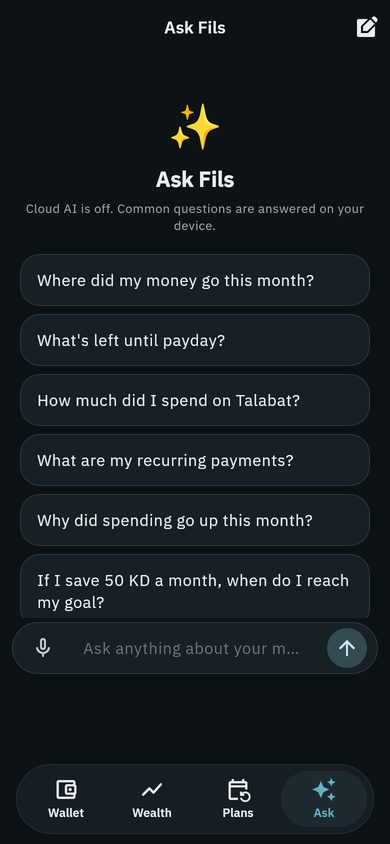 Ask Fils
Ask Fils
Cloud AI is off. Common questions are answered on your
device.
Where did my money go this month?
What's left until payday?
How much did I spend on Talabat?
What are my recurring payments?
Why did spending go up this month?
If I save 50 KD a month, when do I reach
my goal?
Ask anything about your m...
Wallet
Wealth
Plans
Ask